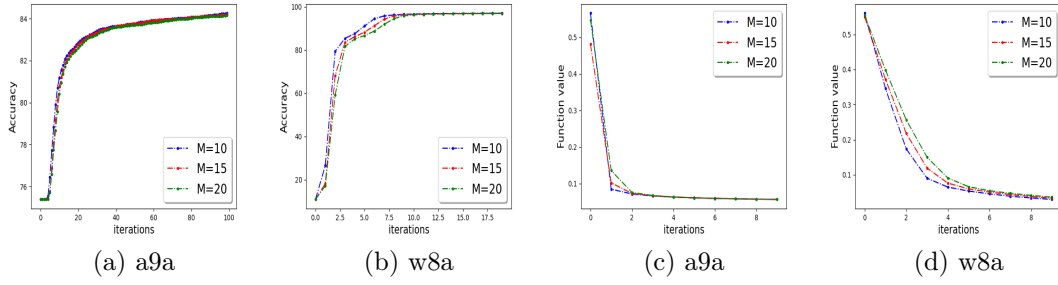 Accuracy
84
82
80
78
76
M=10
M=15
M=20
0
20
40
60
80
100
iterations
(a) a9a
Accuracy
100
80
60
40
20
M=10
M=15
M=20
0.0
2.5
5.0
7.5
10.0
12.5
15.0
17.5
iterations
(b) w8a
Function value
0.5
0.4
0.3
0.2
0.1
M=10
M=15
M=20
0
2
4
6
8
iterations
(c) a9a
Function value
0.5
0.4
0.3
0.2
0.1
M=10
M=15
M=20
0
2
4
6
8
iterations
(d) w8a